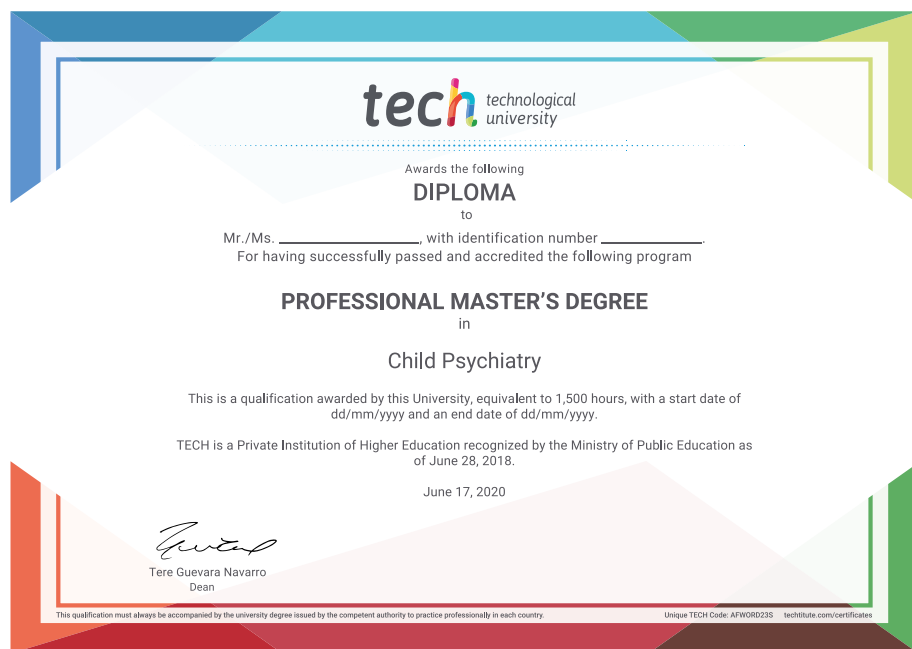 tech technological
university
Awards the following
DIPLOMA
to
Mr./Ms. ____________, with identification number ____________.
For having successfully passed and accredited the following program
PROFESSIONAL MASTER'S DEGREE
in
Child Psychiatry
This is a qualification awarded by this University, equivalent to 1,500 hours, with a start date of
dd/mm/yyyy and an end date of dd/mm/yyyy.
TECH is a Private Institution of Higher Education recognized by the Ministry of Public Education as
of June 28, 2018.
June 17, 2020
Tere Guevara Navarro
Dean
This qualification must always be accompanied by the university degree issued by the competent authority to practice professionally in each country. Unique TECH Code: AFWORD23S techtitute.com/certificates